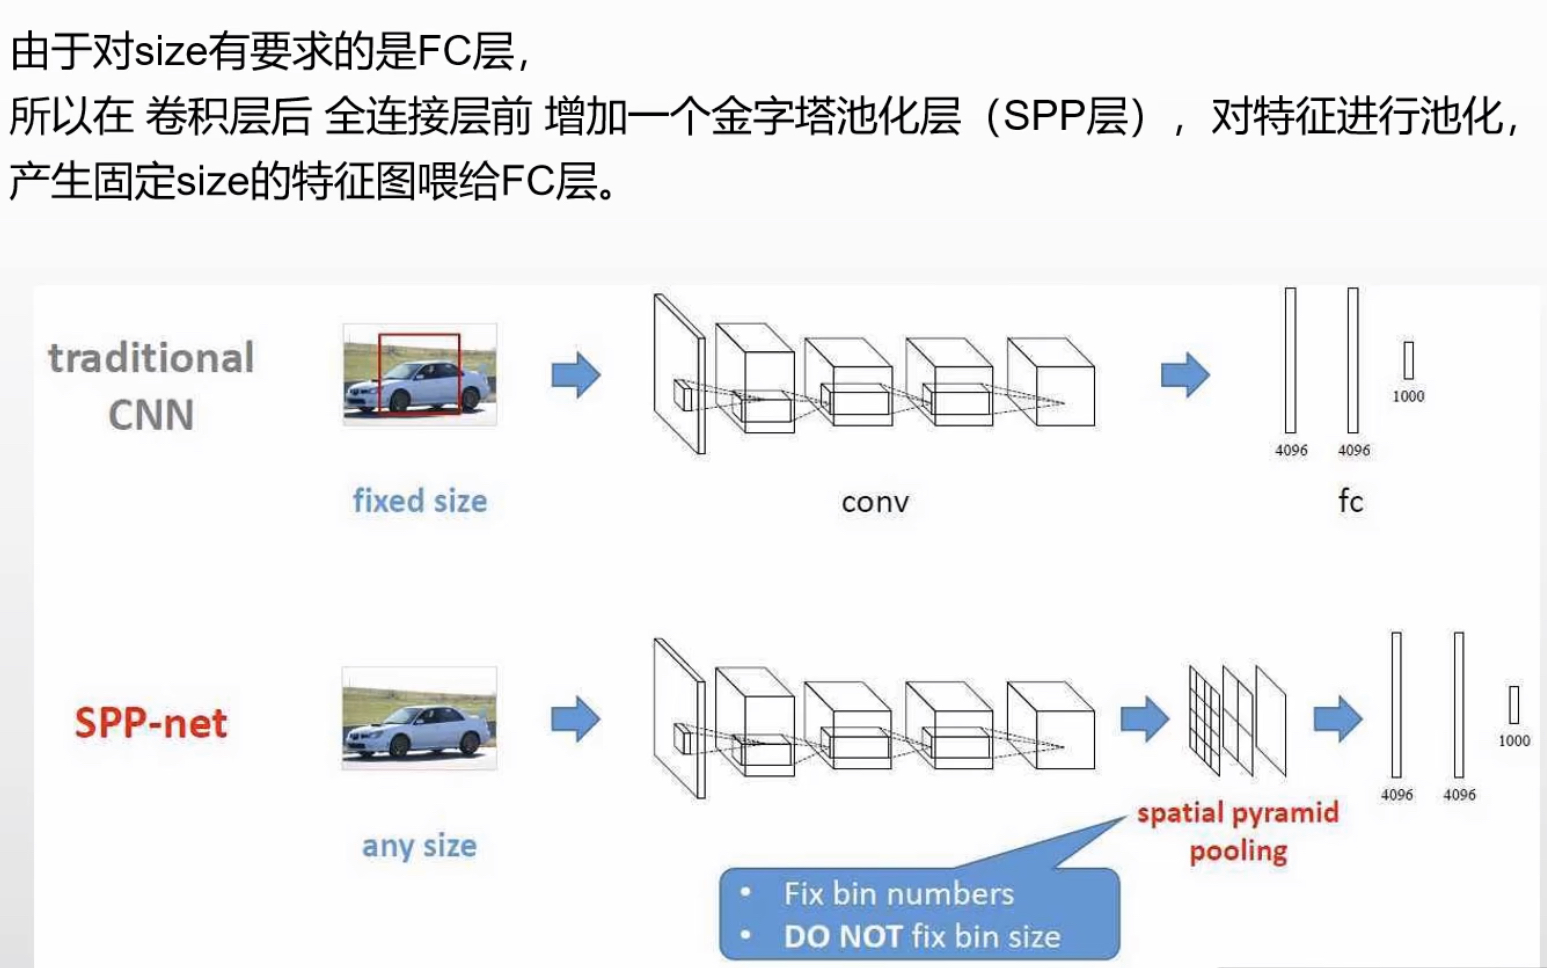 由于对size有要求的是FC层，
所以在 卷积层后 全连接层前 增加一个金字塔池化层（SPP层），对特征进行池化，
产生固定size的特征图喂给FC层。
traditional
CNN
1000
4096
4096
fixed size
conv
fc
SPP-net
1000
4096
4096
spatial pyramid
pooling
any size
• Fix bin numbers
• DO NOT fix bin size